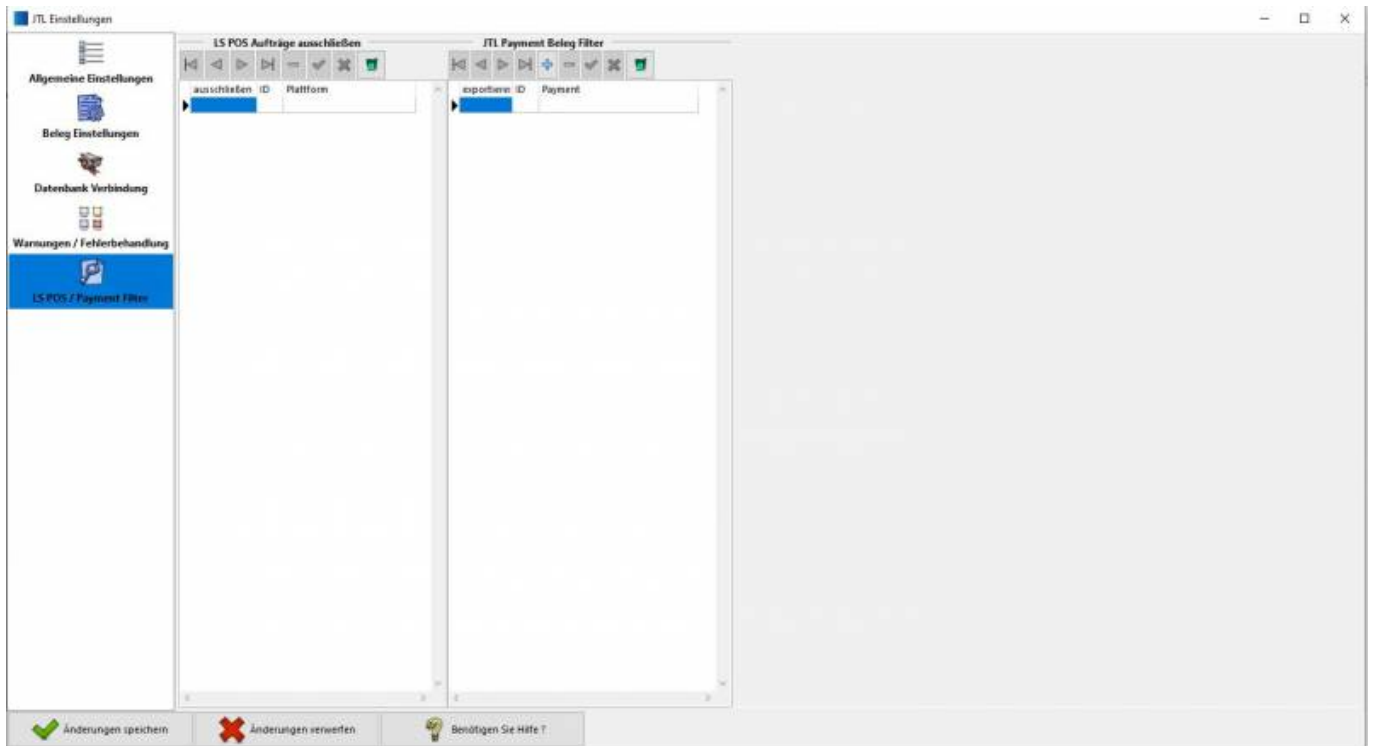 JTL Einstellungen
Allgemeine Einstellungen
Beleg Einstellungen
Datenbank Verbindung
Warnungen / Fehlerbehandlung
LS POS / Payment Filter
LS POS Aufträge ausschließen
ausschließen ID Plattform
JTL Payment Beleg Filter
exportiere ID Payment
Änderungen speichern
Änderungen verwerfen
Benötigen Sie Hilfe ?